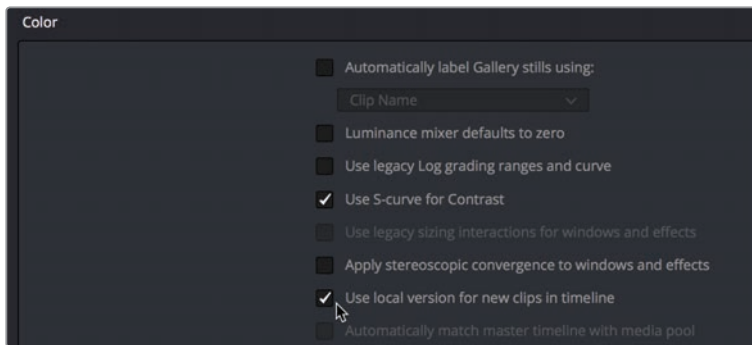 Color
Automatically label Gallery stills using:
Clip Name
Luminance mixer defaults to zero
Use legacy Log grading ranges and curve
Use S-curve for Contrast
Use legacy sizing interactions for windows and effects
Apply stereoscopic convergence to windows and effects
Use local version for new clips in timeline
Automatically match master timeline with media pool